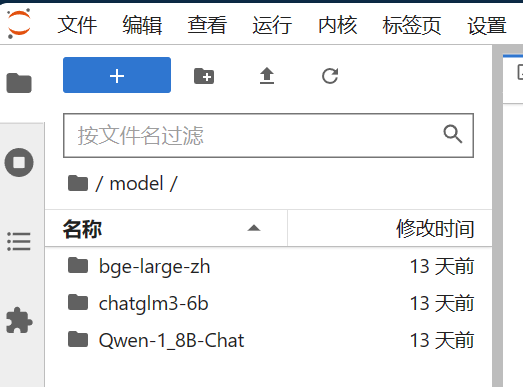 文件 编辑 查看 运行 内核 标签页 设置
+
按文件名过滤
/ model /
名称 修改时间
bge-large-zh 13 天前
chatglm3-6b 13 天前
Qwen-1_8B-Chat 13 天前